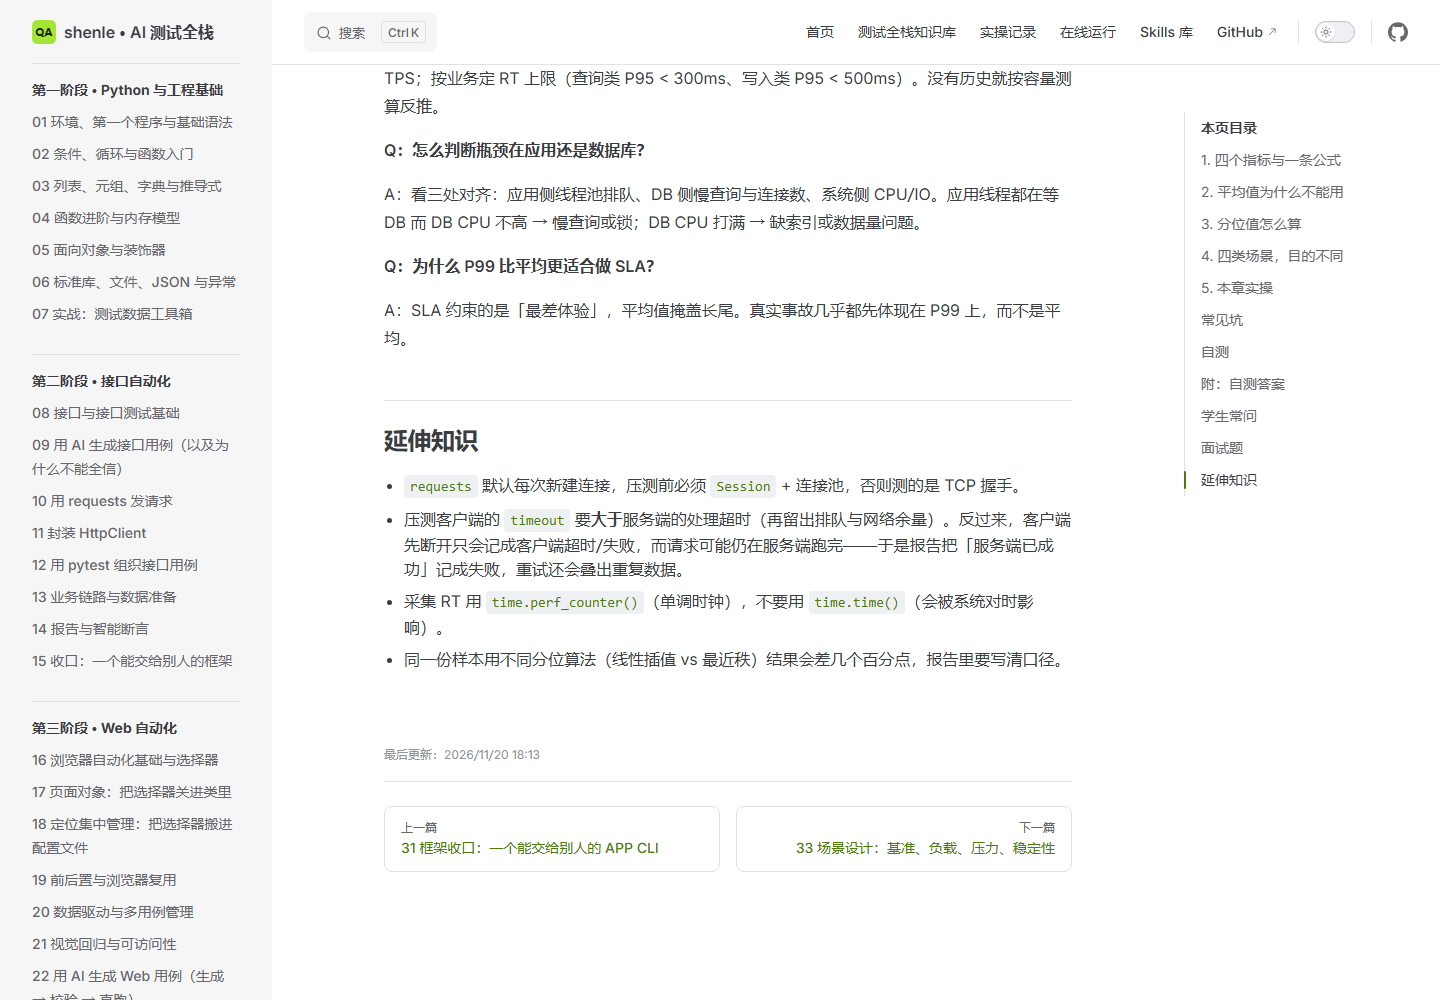 QA shenle • AI 测试全栈
搜索 Ctrl K
首页 测试全栈知识库 实操记录 在线运行 Skills 库 GitHub ↗
第一阶段 • Python 与工程基础
01 环境、第一个程序与基础语法
02 条件、循环与函数入门
03 列表、元组、字典与推导式
04 函数进阶与内存模型
05 面向对象与装饰器
06 标准库、文件、JSON 与异常
07 实战：测试数据工具箱
第二阶段 • 接口自动化
08 接口与接口测试基础
09 用 AI 生成接口用例（以及为
什么不能全信）
10 用 requests 发请求
11 封装 HttpClient
12 用 pytest 组织接口用例
13 业务链路与数据准备
14 报告与智能断言
15 收口：一个能交给别人的框架
第三阶段 • Web 自动化
16 浏览器自动化基础与选择器
17 页面对象：把选择器关进类里
18 定位集中管理：把选择器搬进
配置文件
19 前后置与浏览器复用
20 数据驱动与多用例管理
21 视觉回归与可访问性
22 用 AI 生成 Web 用例（生成
→ 校验 → 真跑）
TPS；按业务定 RT 上限（查询类 P95 < 300ms、写入类 P95 < 500ms）。没有历史就按容量测
算反推。
Q：怎么判断瓶颈在应用还是数据库？
A：看三处对齐：应用侧线程池排队、DB 侧慢查询与连接数、系统侧 CPU/IO。应用线程都在等
DB 而 DB CPU 不高 → 慢查询或锁；DB CPU 打满 → 缺索引或数据量问题。
Q：为什么 P99 比平均更适合做 SLA？
A：SLA 约束的是「最差体验」，平均值掩盖长尾。真实事故几乎都先体现在 P99 上，而不是平
均。
延伸知识
• requests 默认每次新建连接，压测前必须 Session + 连接池，否则测的是 TCP 握手。
• 压测客户端的 timeout 要大于服务端的处理超时（再留出排队与网络余量）。反过来，客户端
先断开只会记成客户端超时/失败，而请求可能仍在服务端跑完——于是报告把「服务端已成
功」记成失败，重试还会叠出重复数据。
• 采集 RT 用 time.perf_counter()（单调时钟），不要用 time.time()（会被系统对时影
响）。
• 同一份样本用不同分位算法（线性插值 vs 最近秩）结果会差几个百分点，报告里要写清口径。
最后更新：2026/11/20 18:13
上一篇
31 框架收口：一个能交给别人的 APP CLI
下一篇
33 场景设计：基准、负载、压力、稳定性
本页目录
1. 四个指标与一条公式
2. 平均值为什么不能用
3. 分位值怎么算
4. 四类场景，目的不同
5. 本章实操
常见坑
自测
附：自测答案
学生常问
面试题
延伸知识